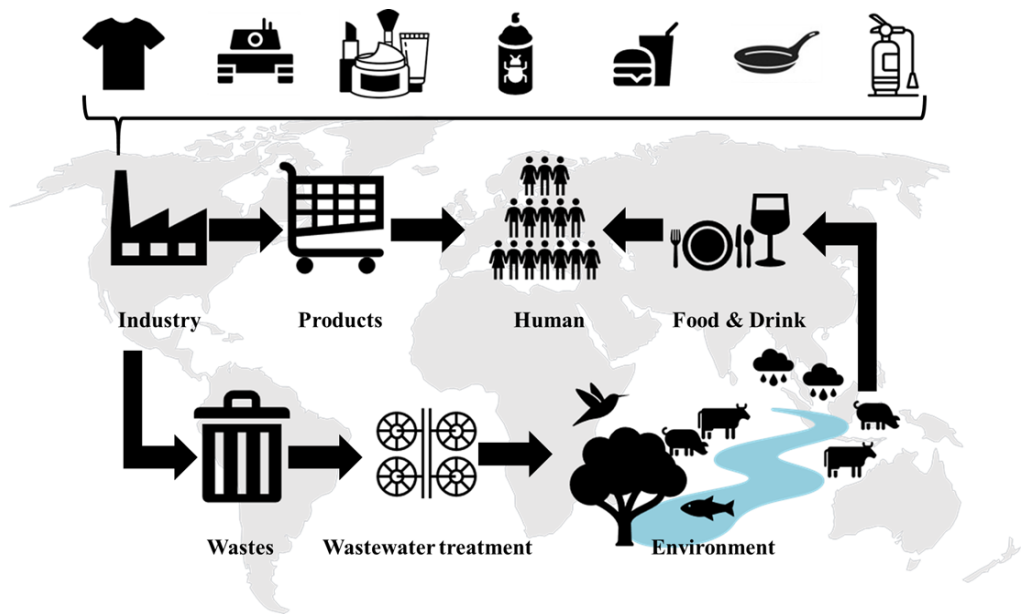 Industry
Products
Human
Food & Drink
Wastes
Wastewater treatment
Environment